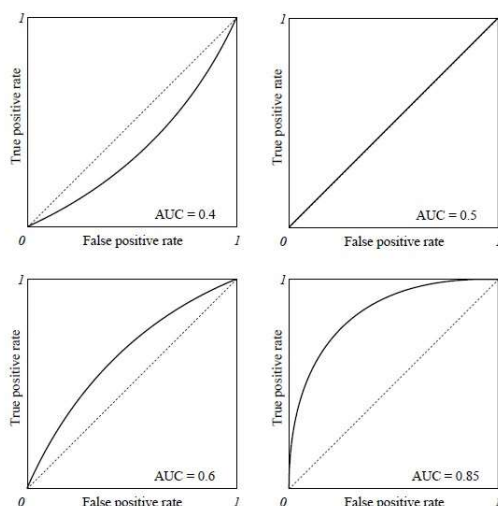 1
True positive rate
AUC = 0.4
0
False positive rate
1
1
True positive rate
AUC = 0.5
0
False positive rate
1
1
True positive rate
AUC = 0.6
0
False positive rate
1
1
True positive rate
AUC = 0.85
0
False positive rate
1